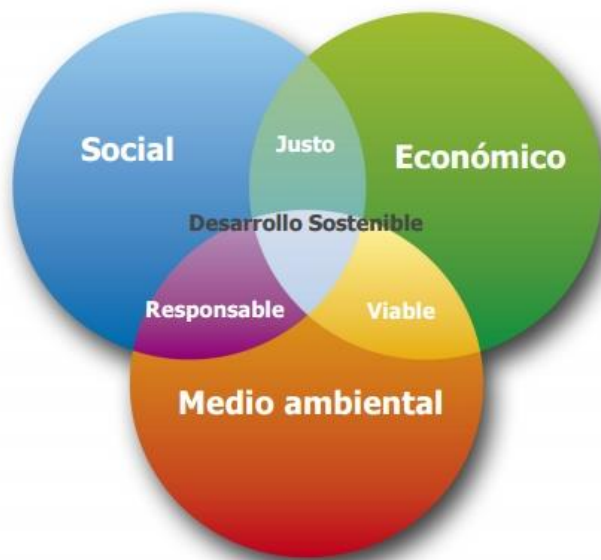 Social
Justo
Económico
Desarrollo Sostenible
Responsable
Viable
Medio ambiental